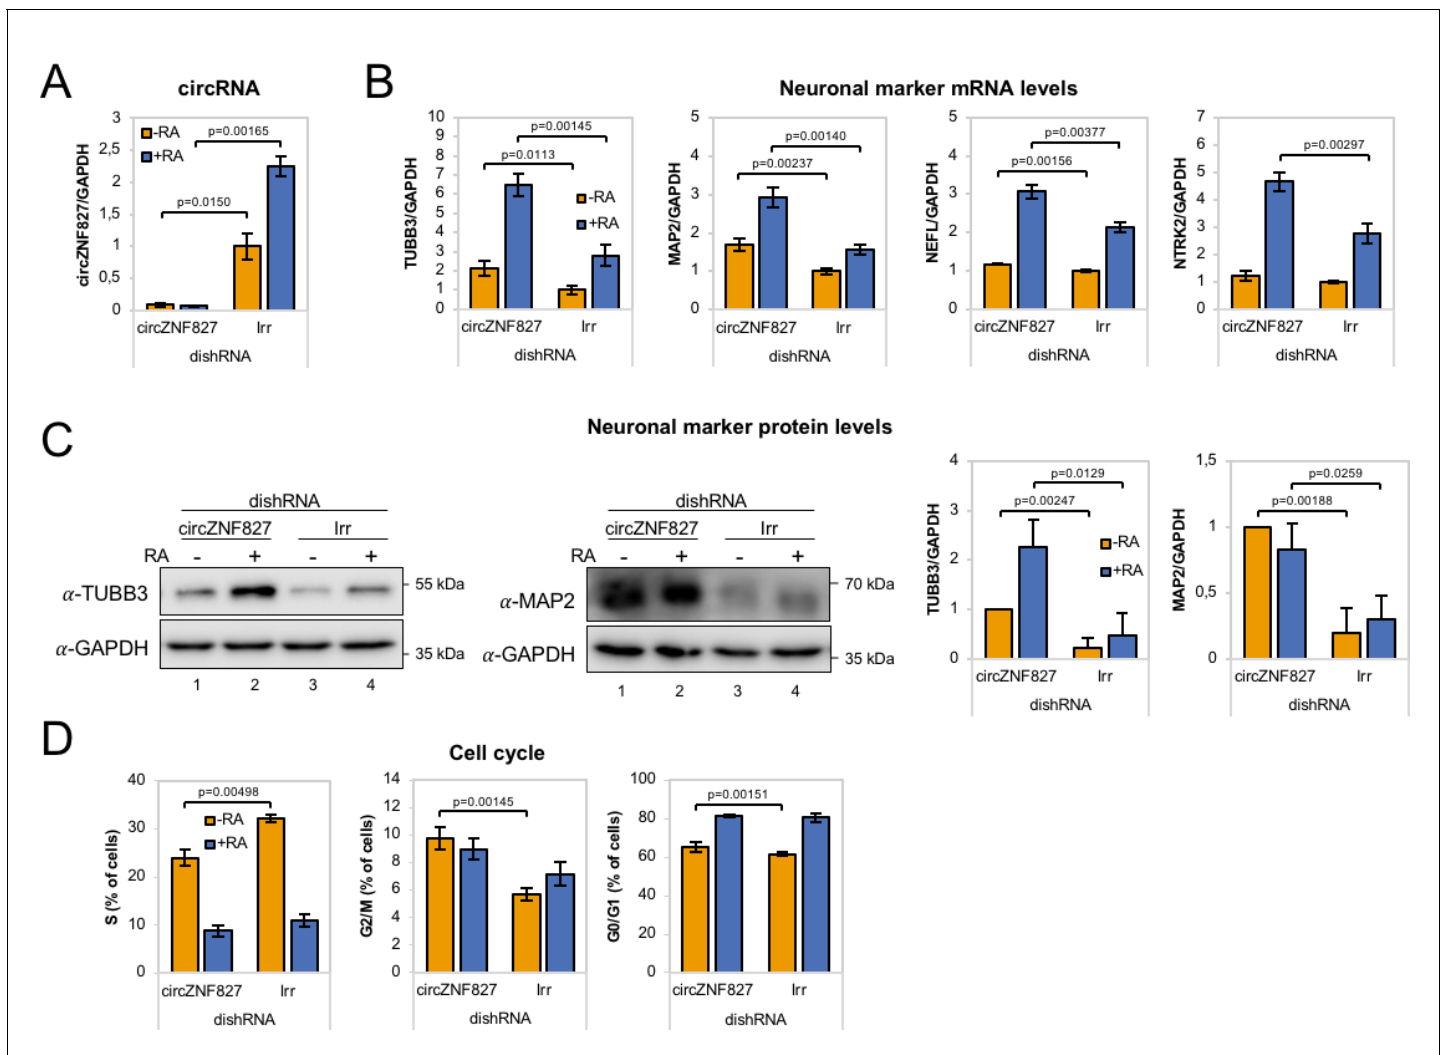 A
circRNA
circZNF827/GAPDH
3
2,5
2
1,5
1
0,5
0
-RA
+RA
p=0.00165
p=0.0150
circZNF827 Irr
dishRNA
B
Neuronal marker mRNA levels
TUBB3/GAPDH
10
9
8
7
6
5
4
3
2
1
0
p=0.00145
p=0.0113
-RA
+RA
circZNF827 Irr
dishRNA
MAP2/GAPDH
5
4
3
2
1
0
p=0.00140
p=0.00237
circZNF827 Irr
dishRNA
NEFL/GAPDH
5
4
3
2
1
0
p=0.00377
p=0.00156
circZNF827 Irr
dishRNA
NTRK2/GAPDH
7
6
5
4
3
2
1
0
p=0.00297
circZNF827 Irr
dishRNA
C
Neuronal marker protein levels
dishRNA
circZNF827 Irr
RA - + - +
α-TUBB3
55 kDa
α-GAPDH
35 kDa
1 2 3 4
dishRNA
circZNF827 Irr
RA - + - +
α-MAP2
70 kDa
α-GAPDH
35 kDa
1 2 3 4
TUBB3/GAPDH
4
3
2
1
0
p=0.0129
p=0.00247
-RA
+RA
circZNF827 Irr
dishRNA
MAP2/GAPDH
1,5
1
0,5
0
p=0.0259
p=0.00188
circZNF827 Irr
dishRNA
D
Cell cycle
S (% of cells)
40
30
20
10
0
p=0.00498
-RA
+RA
circZNF827 Irr
dishRNA
G2/M (% of cells)
14
12
10
8
6
4
2
0
p=0.00145
circZNF827 Irr
dishRNA
G0/G1 (% of cells)
100
80
60
40
20
0
p=0.00151
circZNF827 Irr
dishRNA